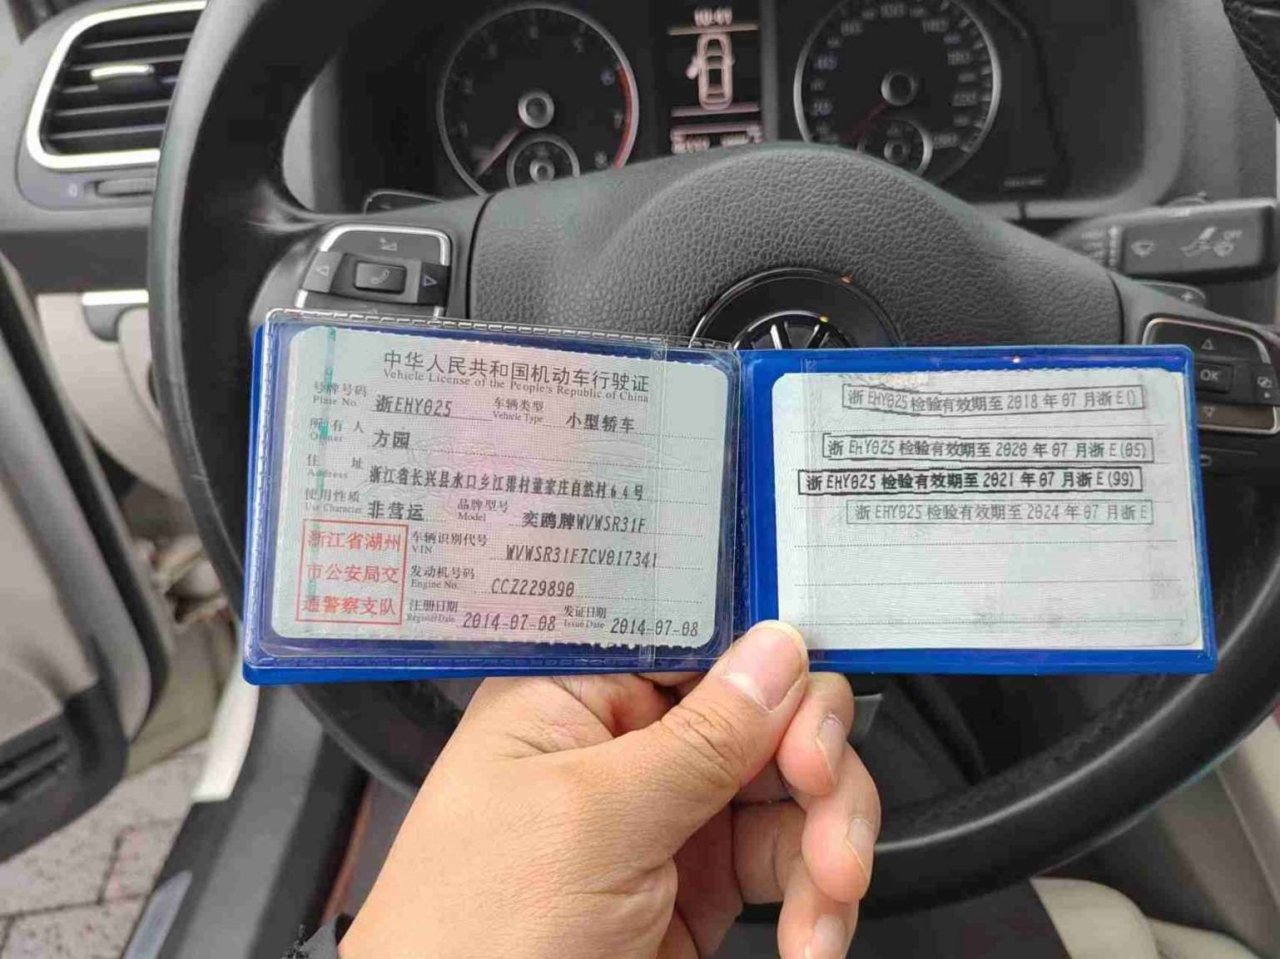 10:41
中华人民共和国机动车行驶证
Vehicle License of the People's Republic of China
号牌号码 浙EHY025 车辆类型 小型轿车
Plate No. Vehicle Type
所有人 方园
Owner
住址 浙江省长兴县水口乡江排村董家庄自然村64号
Address
使用性质 非营运 品牌型号 奕鸥牌WVWSR31F
Use Character Model
浙江省湖州
市公安局交
通警察支队
车辆识别代号 WVWSR31F7CV017341
VIN
发动机号码 CCZ229890
Engine No.
注册日期 2014-07-08 发证日期 2014-07-08
Register Date Issue Date
浙EHY025检验有效期至2018年07月浙E()
浙EHY025检验有效期至2020年07月浙E(05)
浙EHY025检验有效期至2021年07月浙E(99)
浙EHY025检验有效期至2024年07月浙E
OK
OFF